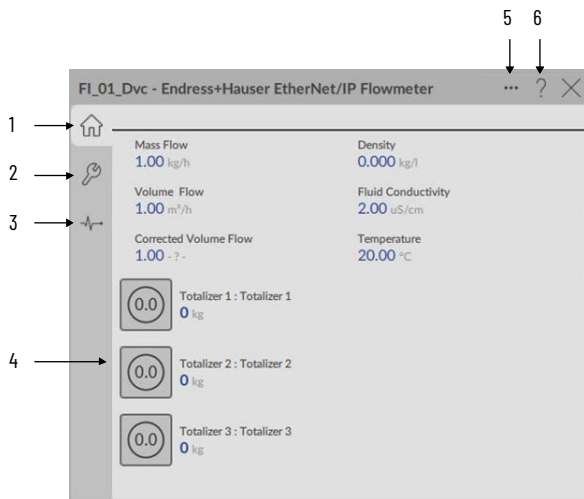 5 6
FI_01_Dvc - Endress+Hauser EtherNet/IP Flowmeter ··· ? X
1
2
3
4
Mass Flow
1.00 kg/h
Density
0.000 kg/l
Volume Flow
1.00 m³/h
Fluid Conductivity
2.00 uS/cm
Corrected Volume Flow
1.00 - ? -
Temperature
20.00 °C
0.0
Totalizer 1 : Totalizer 1
0 kg
0.0
Totalizer 2 : Totalizer 2
0 kg
0.0
Totalizer 3 : Totalizer 3
0 kg